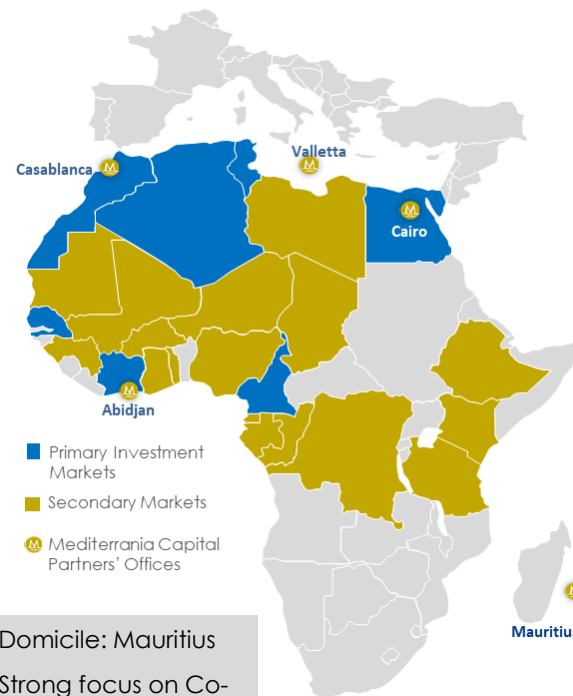 Valletta
Casablanca
Cairo
Abidjan
Primary Investment
Markets
Secondary Markets
M Mediterrania Capital
Partners' Offices
Mauritius
Domicile: Mauritius
Strong focus on Co-